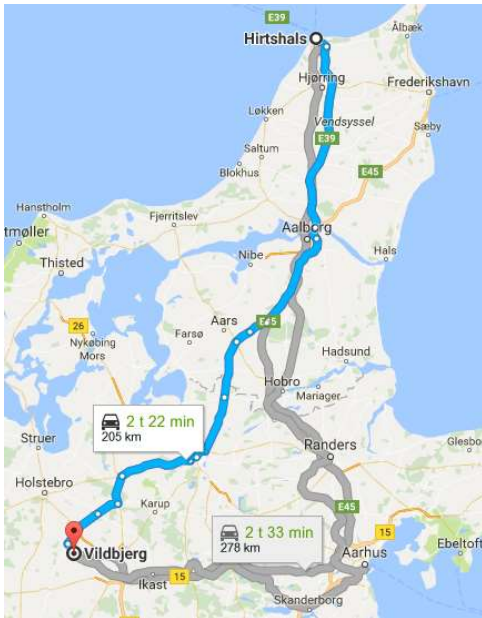 E39
Hirtshals
Ålbæk
Hjørring
Frederikshavn
Løkken
Vendsyssel
Sæby
E39
Saltum
Blokhus
E45
Hanstholm
Fjerritslev
Aalborg
tmøller
Nibe
Hals
Thisted
26
Aars
E45
Nykøbing
Mors
Farsø
Hadsund
Hobro
Mariager
2 t 22 min
205 km
Struer
Randers
Glesbo
Holstebro
Karup
E45
2 t 33 min
278 km
15
Vildbjerg
Aarhus
Ebeltoft
Ikast
15
Skanderborg